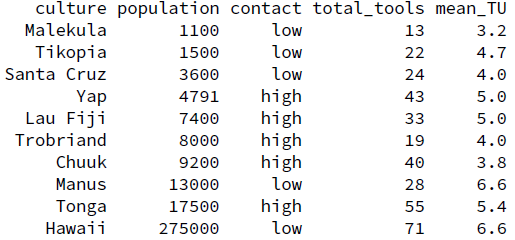 culture population contact total_tools mean_TU
Malekula 1100 low 13 3.2
Tikopia 1500 low 22 4.7
Santa Cruz 3600 low 24 4.0
Yap 4791 high 43 5.0
Lau Fiji 7400 high 33 5.0
Trobriand 8000 high 19 4.0
Chuuk 9200 high 40 3.8
Manus 13000 low 28 6.6
Tonga 17500 high 55 5.4
Hawaii 275000 low 71 6.6